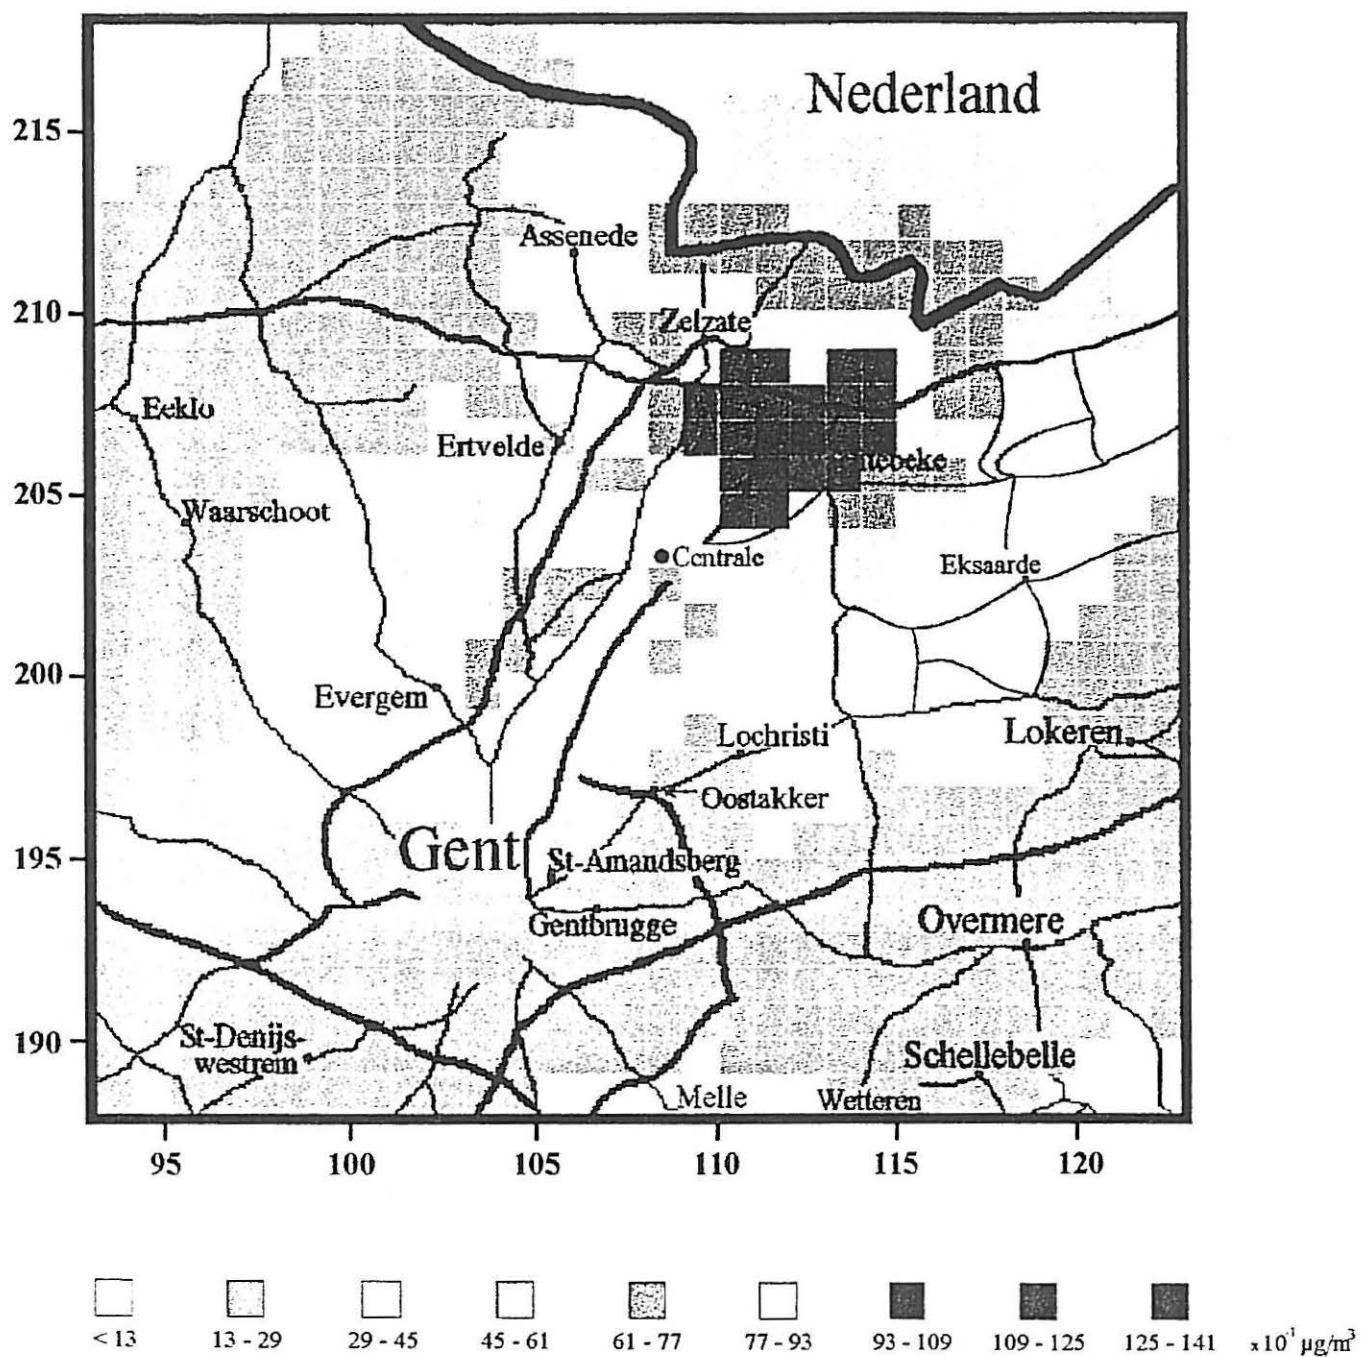 Nederland
215
Assenede
210
Zelzate
Eeklo
Ertvelde
205
Waarschoot
Centrale
Eksaarde
200
Evergem
Lochristi
Lokeren
Oostakker
195
Gent
St-Amandsberg
Gentbrugge
Overmere
190
St-Denijs-
westrem
Schellebelle
Melle
Wetteren
95 100 105 110 115 120
< 13 13 - 29 29 - 45 45 - 61 61 - 77 77 - 93 93 - 109 109 - 125 125 - 141 x10⁻¹ µg/m³